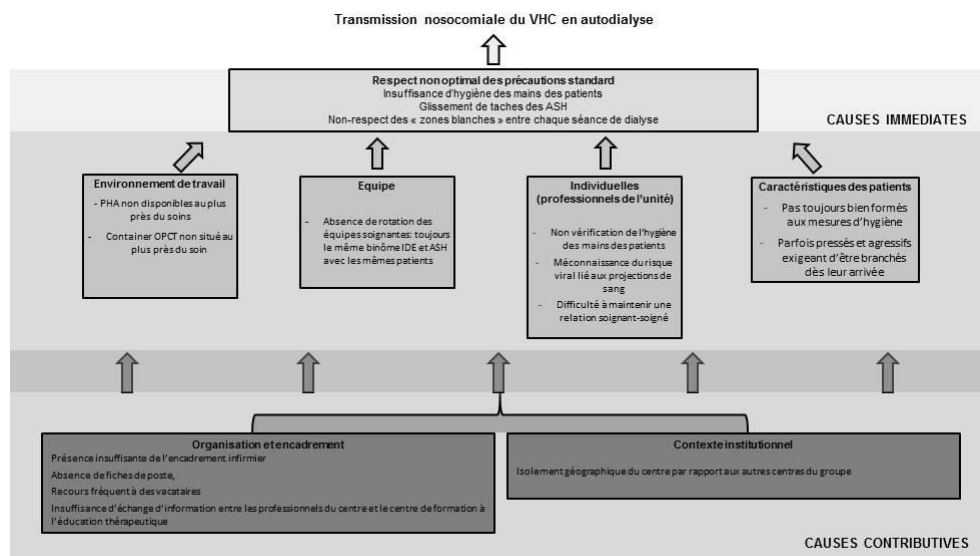 Transmission nosocomiale du VHC en autodialyse
Respect non optimal des précautions standard
Insuffisance d'hygiène des mains des patients
Glissement de taches des ASH
Non-respect des « zones blanches » entre chaque séance de dialyse
CAUSES IMMEDIATES
Environnement de travail
- PHA non disponibles au plus
près du soins
- Container OPCT non situé au
plus près du soin
Equipe
- Absence de rotation des
équipes soignantes: toujours
le même binôme IDE et ASH
avec les mêmes patients
Individuelles
(professionnels de l'unité)
- Non vérification de l'hygiène
des mains des patients
- Méconnaissance du risque
viral lié aux projections de
sang
- Difficulté à maintenir une
relation soignant-soigné
Caractéristiques des patients
- Pas toujours bien formés
aux mesures d'hygiène
- Parfois pressés et agressifs
exigeant d'être branchés
dès leur arrivée
Organisation et encadrement
Présence insuffisante de l'encadrement infirmier
Absence de fiches de poste,
Recours fréquent à des vacataires
Insuffisance d'échange d'information entre les professionnels du centre et le centre de formation à
l'éducation thérapeutique
Contexte institutionnel
Isolement géographique du centre par rapport aux autres centres du groupe
CAUSES CONTRIBUTIVES